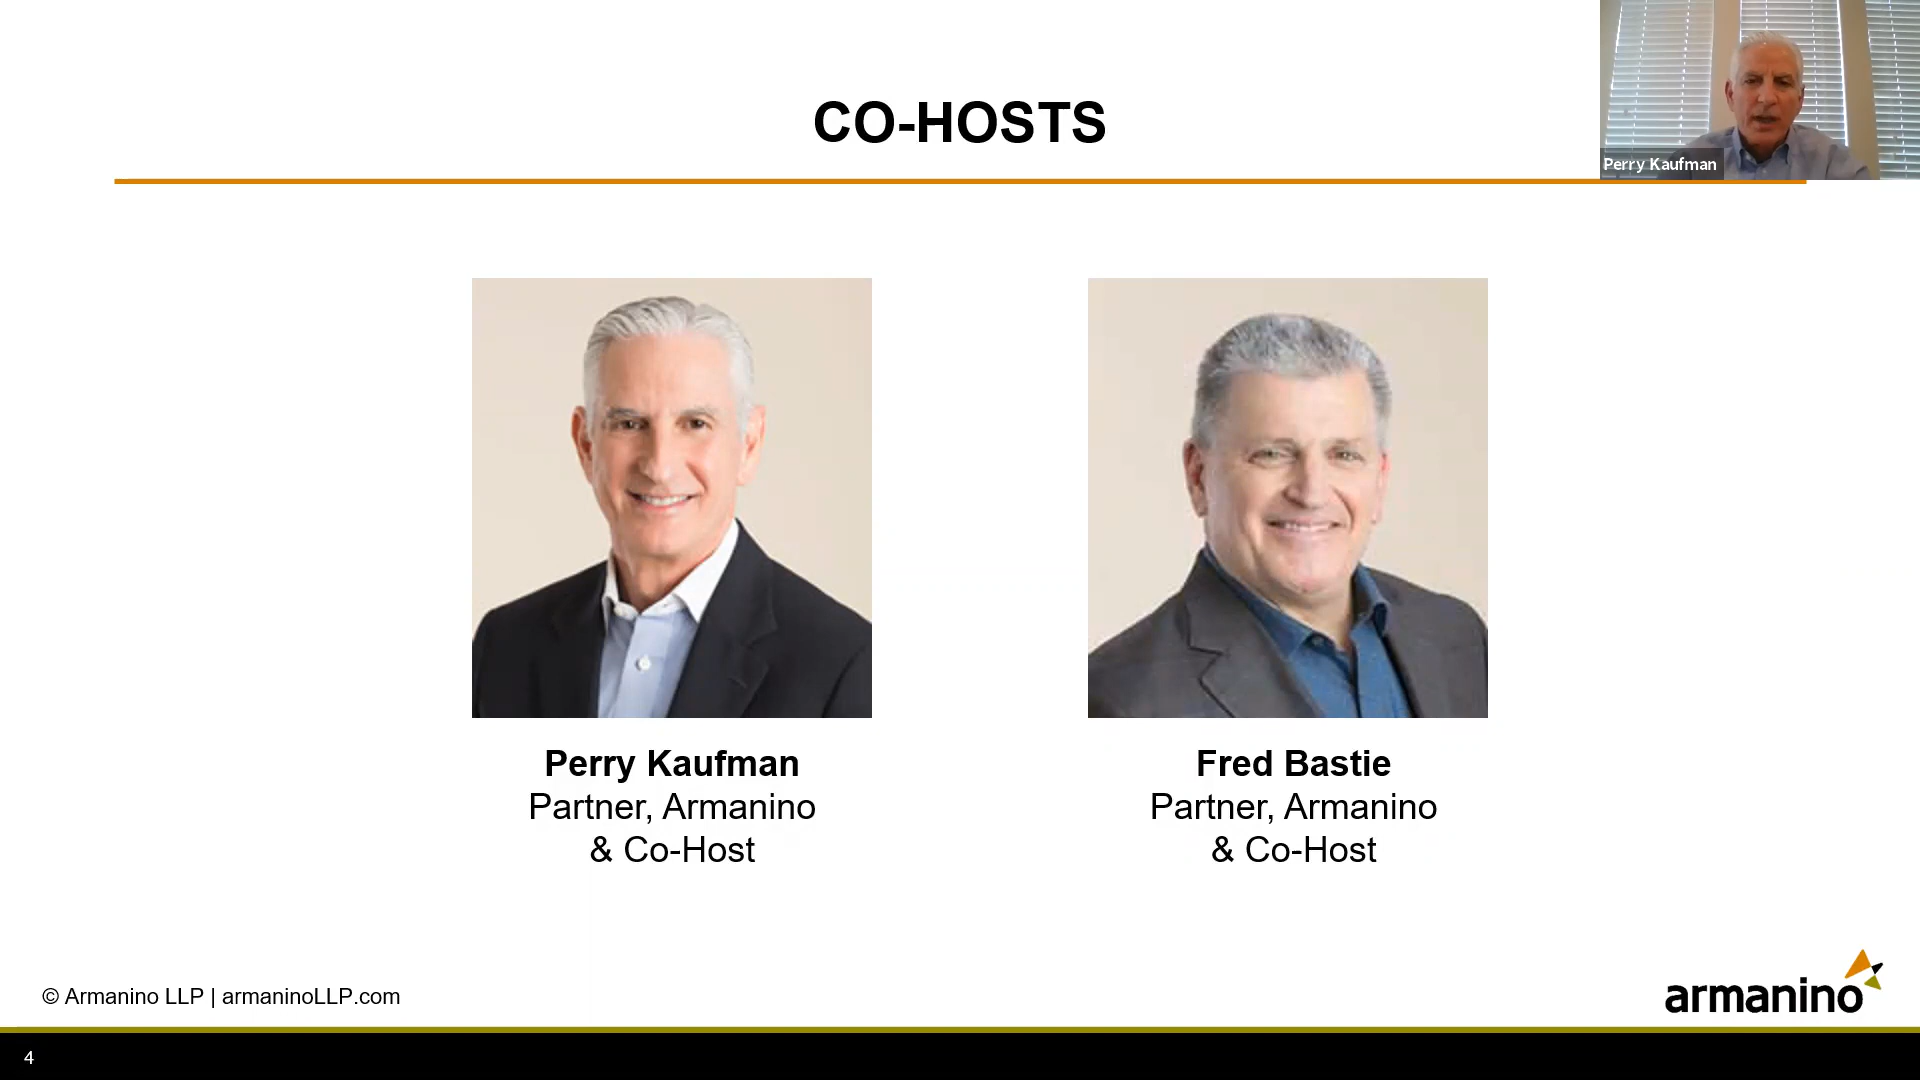 CO-HOSTS
Perry Kaufman
Perry Kaufman
Partner, Armanino
& Co-Host
Fred Bastie
Partner, Armanino
& Co-Host
© Armanino LLP | armaninoLLP.com
armanino
4